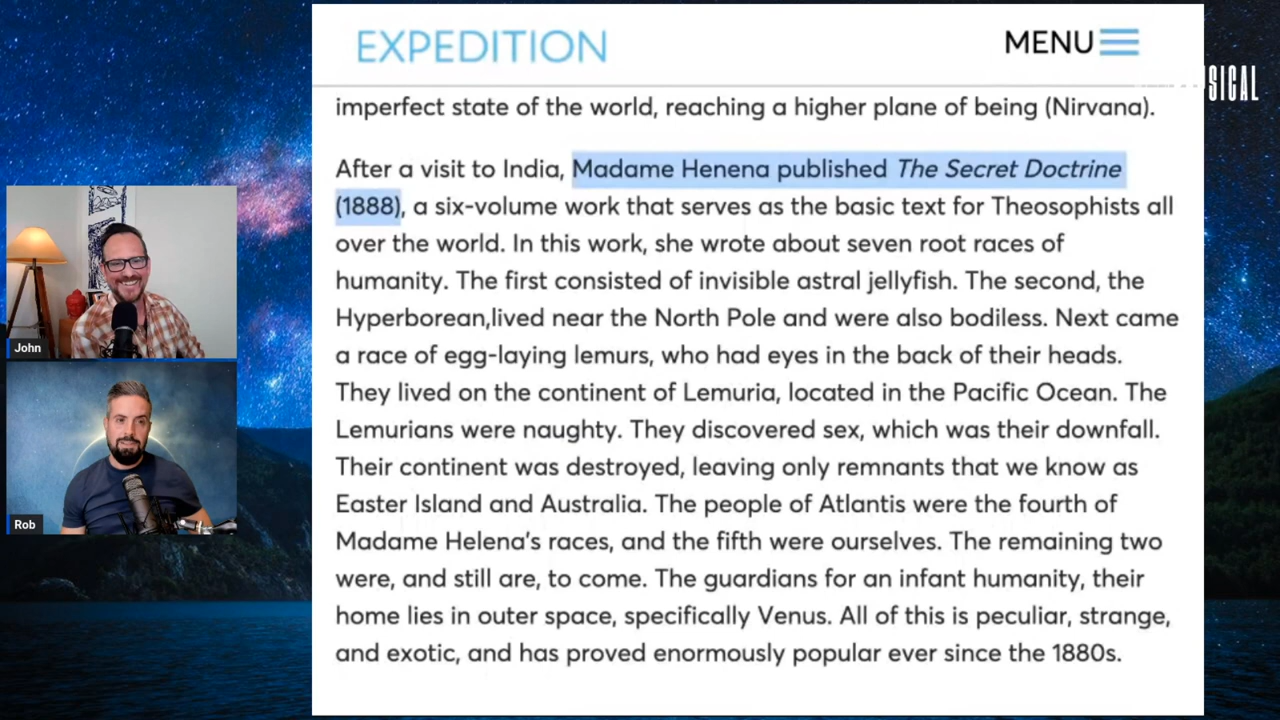 EXPEDITION
MENU
SICAL
imperfect state of the world, reaching a higher plane of being (Nirvana).
After a visit to India, Madame Henena published The Secret Doctrine
(1888), a six-volume work that serves as the basic text for Theosophists all
over the world. In this work, she wrote about seven root races of
humanity. The first consisted of invisible astral jellyfish. The second, the
Hyperborean,lived near the North Pole and were also bodiless. Next came
a race of egg-laying lemurs, who had eyes in the back of their heads.
They lived on the continent of Lemuria, located in the Pacific Ocean. The
Lemurians were naughty. They discovered sex, which was their downfall.
Their continent was destroyed, leaving only remnants that we know as
Easter Island and Australia. The people of Atlantis were the fourth of
Madame Helena's races, and the fifth were ourselves. The remaining two
were, and still are, to come. The guardians for an infant humanity, their
home lies in outer space, specifically Venus. All of this is peculiar, strange,
and exotic, and has proved enormously popular ever since the 1880s.
John
Rob